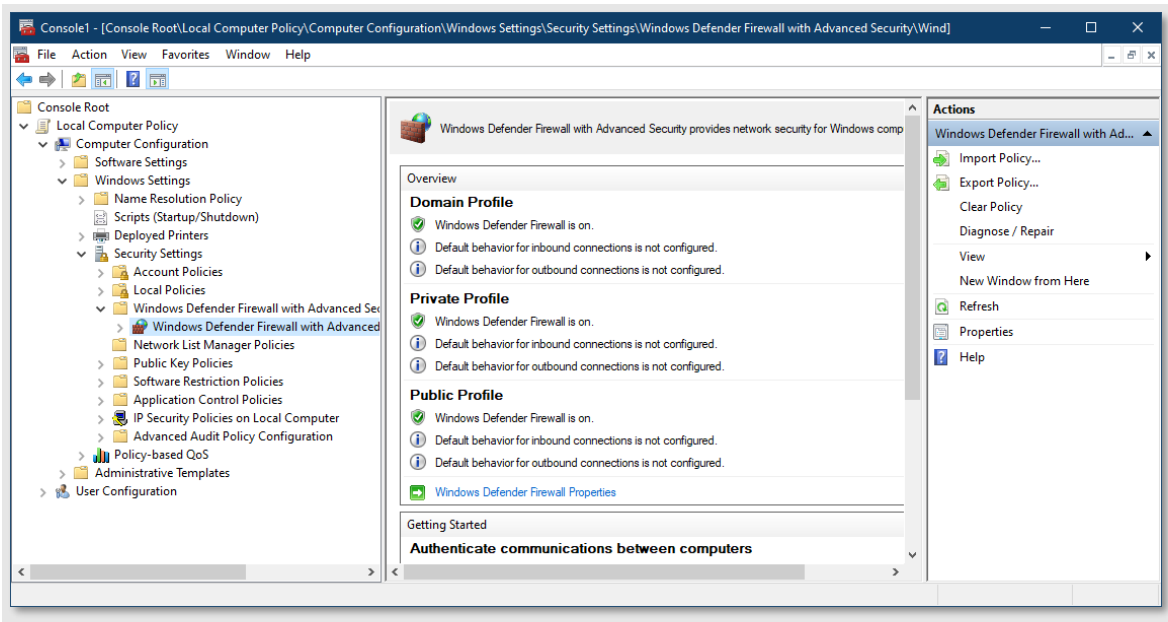 Console1 - [Console Root\Local Computer Policy\Computer Configuration\Windows Settings\Security Settings\Windows Defender Firewall with Advanced Security\Wind]
File Action View Favorites Window Help
Console Root
Local Computer Policy
Computer Configuration
Software Settings
Windows Settings
Name Resolution Policy
Scripts (Startup/Shutdown)
Deployed Printers
Security Settings
Account Policies
Local Policies
Windows Defender Firewall with Advanced Sec
Windows Defender Firewall with Advanced
Network List Manager Policies
Public Key Policies
Software Restriction Policies
Application Control Policies
IP Security Policies on Local Computer
Advanced Audit Policy Configuration
Policy-based QoS
Administrative Templates
User Configuration
Windows Defender Firewall with Advanced Security provides network security for Windows comp
Overview
Domain Profile
Windows Defender Firewall is on.
Default behavior for inbound connections is not configured.
Default behavior for outbound connections is not configured.
Private Profile
Windows Defender Firewall is on.
Default behavior for inbound connections is not configured.
Default behavior for outbound connections is not configured.
Public Profile
Windows Defender Firewall is on.
Default behavior for inbound connections is not configured.
Default behavior for outbound connections is not configured.
Windows Defender Firewall Properties
Getting Started
Authenticate communications between computers
Actions
Windows Defender Firewall with Ad...
Import Policy...
Export Policy...
Clear Policy
Diagnose / Repair
View
New Window from Here
Refresh
Properties
Help